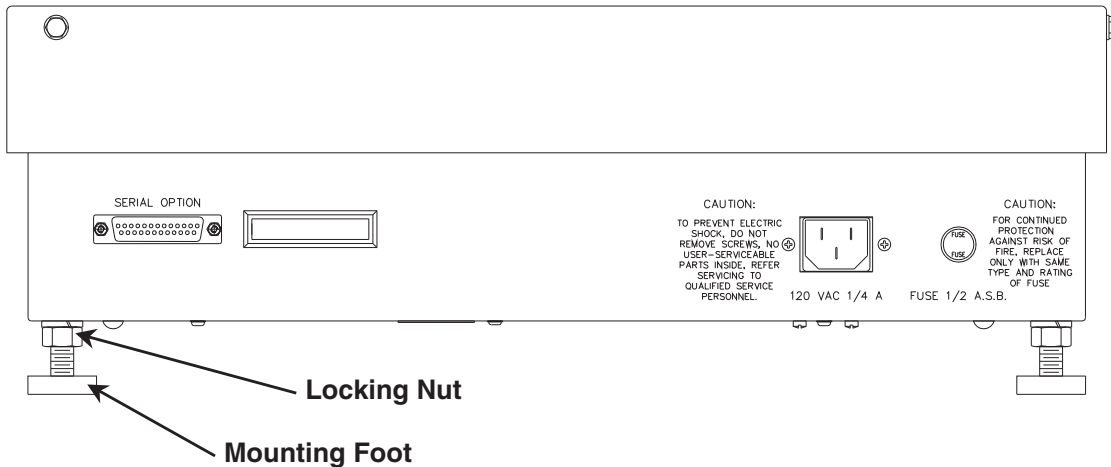 SERIAL OPTION
CAUTION:
TO PREVENT ELECTRIC
SHOCK, DO NOT
REMOVE SCREWS, NO
USER-SERVICEABLE
PARTS INSIDE, REFER
SERVICING TO
QUALIFIED SERVICE
PERSONNEL.
120 VAC 1/4 A
FUSE
FUSE
FUSE 1/2 A.S.B.
CAUTION:
FOR CONTINUED
PROTECTION
AGAINST RISK OF
FIRE, REPLACE
ONLY WITH SAME
TYPE AND RATING
OF FUSE
Locking Nut
Mounting Foot